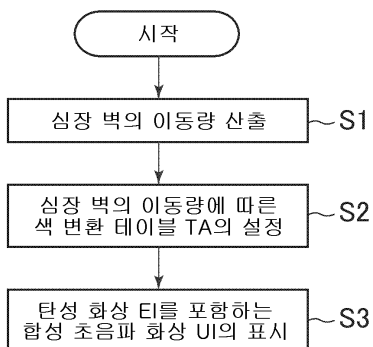 시작
심장 벽의 이동량 산출
S1
심장 벽의 이동량에 따른
색 변환 테이블 TA의 설정
S2
탄성 화상 EI를 포함하는
합성 초음파 화상 UI의 표시
S3